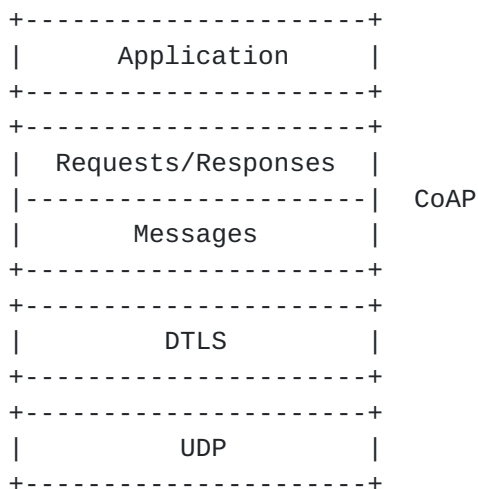 +----------------------+
|      Application     |
+----------------------+
+----------------------+
|  Requests/Responses  |
|----------------------|  CoAP
|       Messages       |
+----------------------+
+----------------------+
|         DTLS         |
+----------------------+
+----------------------+
|          UDP         |
+----------------------+